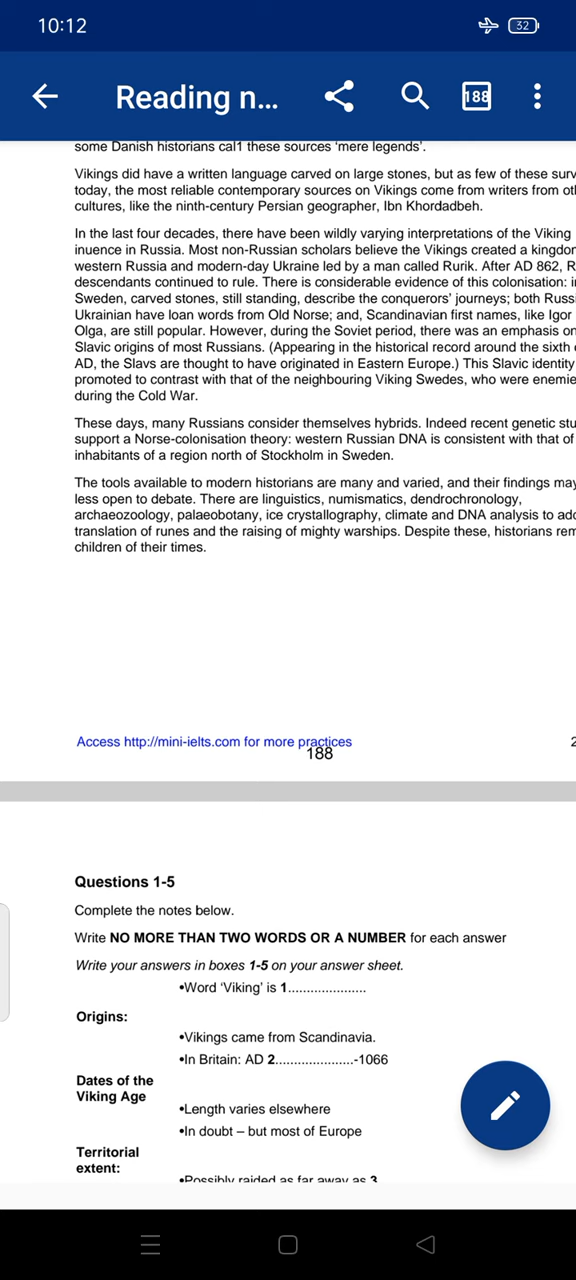 10:12
32
Reading n...
188
some Danish historians cal1 these sources 'mere legends'.
Vikings did have a written language carved on large stones, but as few of these surv
today, the most reliable contemporary sources on Vikings come from writers from ot
cultures, like the ninth-century Persian geographer, Ibn Khordadbeh.
In the last four decades, there have been wildly varying interpretations of the Viking
inuence in Russia. Most non-Russian scholars believe the Vikings created a kingdor
western Russia and modern-day Ukraine led by a man called Rurik. After AD 862, R
descendants continued to rule. There is considerable evidence of this colonisation: i
Sweden, carved stones, still standing, describe the conquerors' journeys; both Russi
Ukrainian have loan words from Old Norse; and, Scandinavian first names, like Igor
Olga, are still popular. However, during the Soviet period, there was an emphasis on
Slavic origins of most Russians. (Appearing in the historical record around the sixth
AD, the Slavs are thought to have originated in Eastern Europe.) This Slavic identity
promoted to contrast with that of the neighbouring Viking Swedes, who were enemie
during the Cold War.
These days, many Russians consider themselves hybrids. Indeed recent genetic stu
support a Norse-colonisation theory: western Russian DNA is consistent with that of
inhabitants of a region north of Stockholm in Sweden.
The tools available to modern historians are many and varied, and their findings may
less open to debate. There are linguistics, numismatics, dendrochronology,
archaeozoology, palaeobotany, ice crystallography, climate and DNA analysis to add
translation of runes and the raising of mighty warships. Despite these, historians rem
children of their times.
Access http://mini-ielts.com for more practices
188
2
Questions 1-5
Complete the notes below.
Write NO MORE THAN TWO WORDS OR A NUMBER for each answer
Write your answers in boxes 1-5 on your answer sheet.
•Word 'Viking' is 1.....................
Origins:
•Vikings came from Scandinavia.
•In Britain: AD 2.....................-1066
Dates of the
Viking Age
•Length varies elsewhere
•In doubt – but most of Europe
Territorial
extent:
•Possibly raided as far away as 3